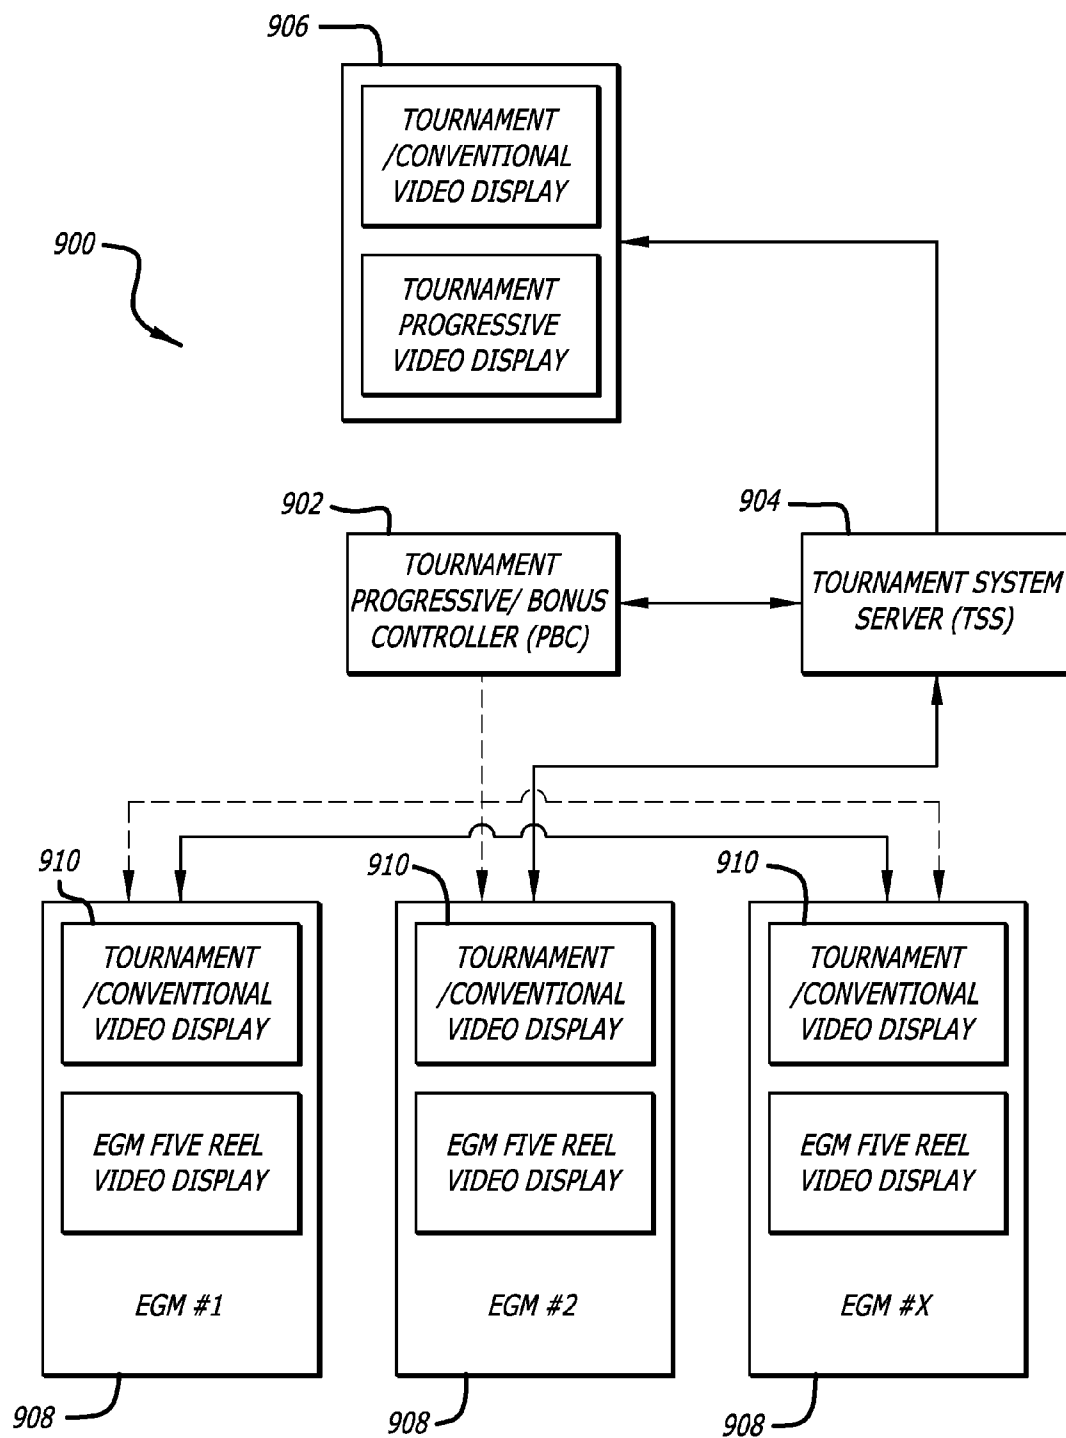 906
TOURNAMENT
/CONVENTIONAL
VIDEO DISPLAY
900
TOURNAMENT
PROGRESSIVE
VIDEO DISPLAY
902
904
TOURNAMENT
PROGRESSIVE/ BONUS
CONTROLLER (PBC)
TOURNAMENT SYSTEM
SERVER (TSS)
910
910
910
TOURNAMENT
/CONVENTIONAL
VIDEO DISPLAY
TOURNAMENT
/CONVENTIONAL
VIDEO DISPLAY
TOURNAMENT
/CONVENTIONAL
VIDEO DISPLAY
EGM FIVE REEL
VIDEO DISPLAY
EGM FIVE REEL
VIDEO DISPLAY
EGM FIVE REEL
VIDEO DISPLAY
EGM #1
EGM #2
EGM #X
908
908
908